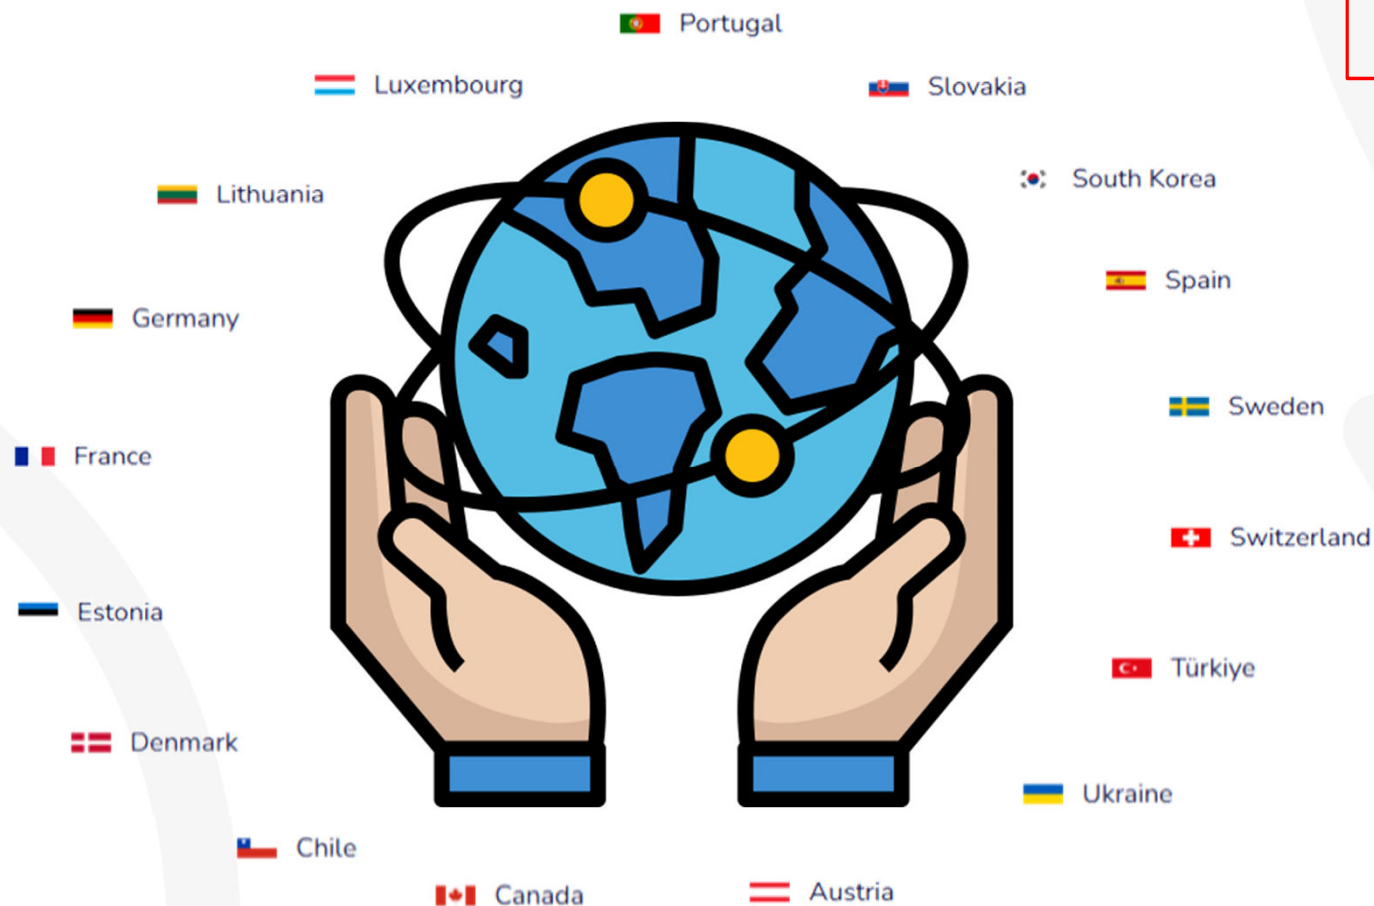 Portugal
Luxembourg
Slovakia
Lithuania
South Korea
Spain
Germany
Sweden
France
Switzerland
Estonia
Türkiye
Denmark
Ukraine
Chile
Canada
Austria